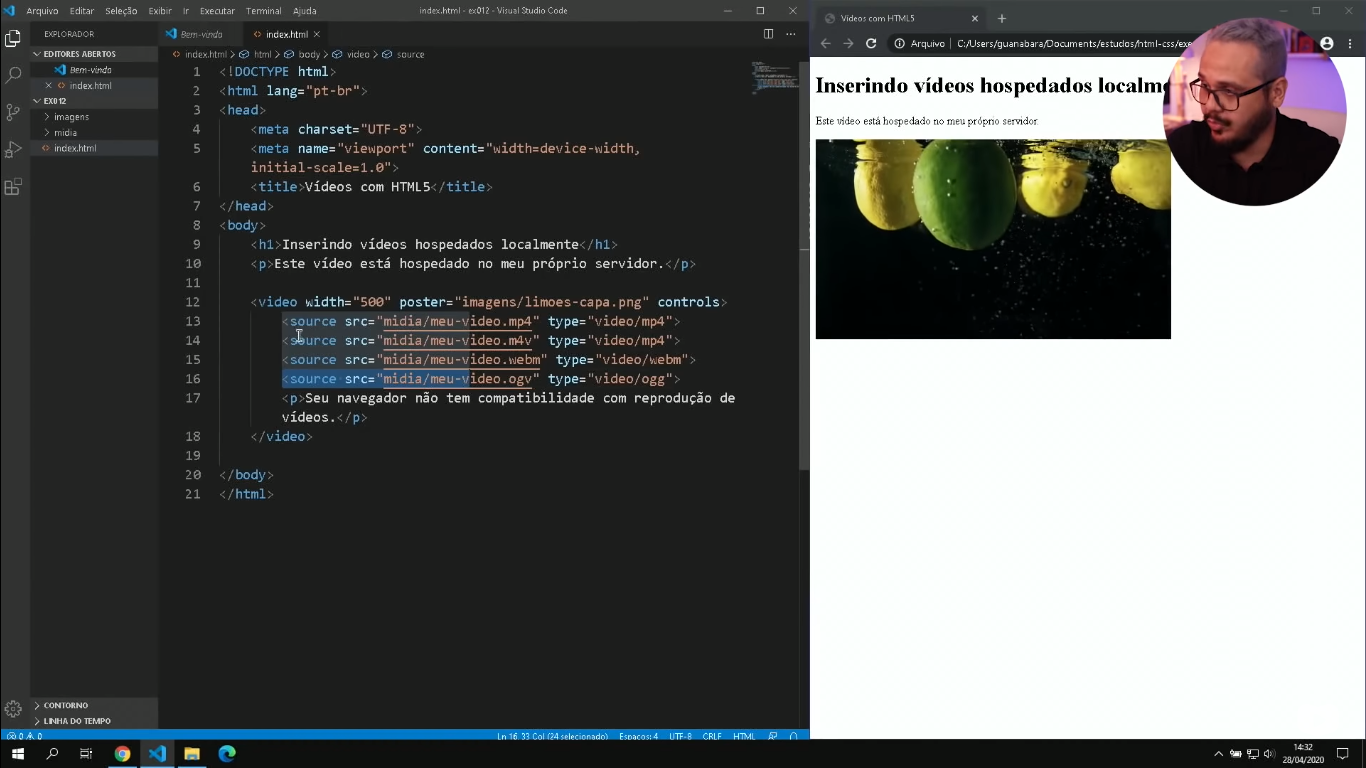 Arquivo Editar Seleção Exibir Ir Executar Terminal Ajuda
index.html - ex012 - Visual Studio Code
EXPLORADOR
EDITORES ABERTOS
Bem-vindo
index.html
EX012
imagens
midia
index.html
CONTORNO
LINHA DO TEMPO
Bem-vindo
index.html
index.html > html > body > video > source
1 <!DOCTYPE html>
2 <html lang="pt-br">
3 <head>
4 <meta charset="UTF-8">
5 <meta name="viewport" content="width=device-width,
initial-scale=1.0">
6 <title>Vídeos com HTML5</title>
7 </head>
8 <body>
9 <h1>Inserindo vídeos hospedados localmente</h1>
10 <p>Este vídeo está hospedado no meu próprio servidor.</p>
11
12 <video width="500" poster="imagens/limoes-capa.png" controls>
13 <source src="midia/meu-video.mp4" type="video/mp4">
14 <source src="midia/meu-video.m4v" type="video/mp4">
15 <source src="midia/meu-video.webm" type="video/webm">
16 <source src="midia/meu-video.ogv" type="video/ogg">
17 <p>Seu navegador não tem compatibilidade com reprodução de
vídeos.</p>
18 </video>
19
20 </body>
21 </html>
0 0
Ln 16, 33 Col (24 selecionado) Espaços: 4 UTF-8 CRLF HTML
Vídeos com HTML5
Arquivo C:/Users/guanabara/Documents/estudos/html-css/exe
Inserindo vídeos hospedados localme
Este vídeo está hospedado no meu próprio servidor.
14:32
28/04/2020